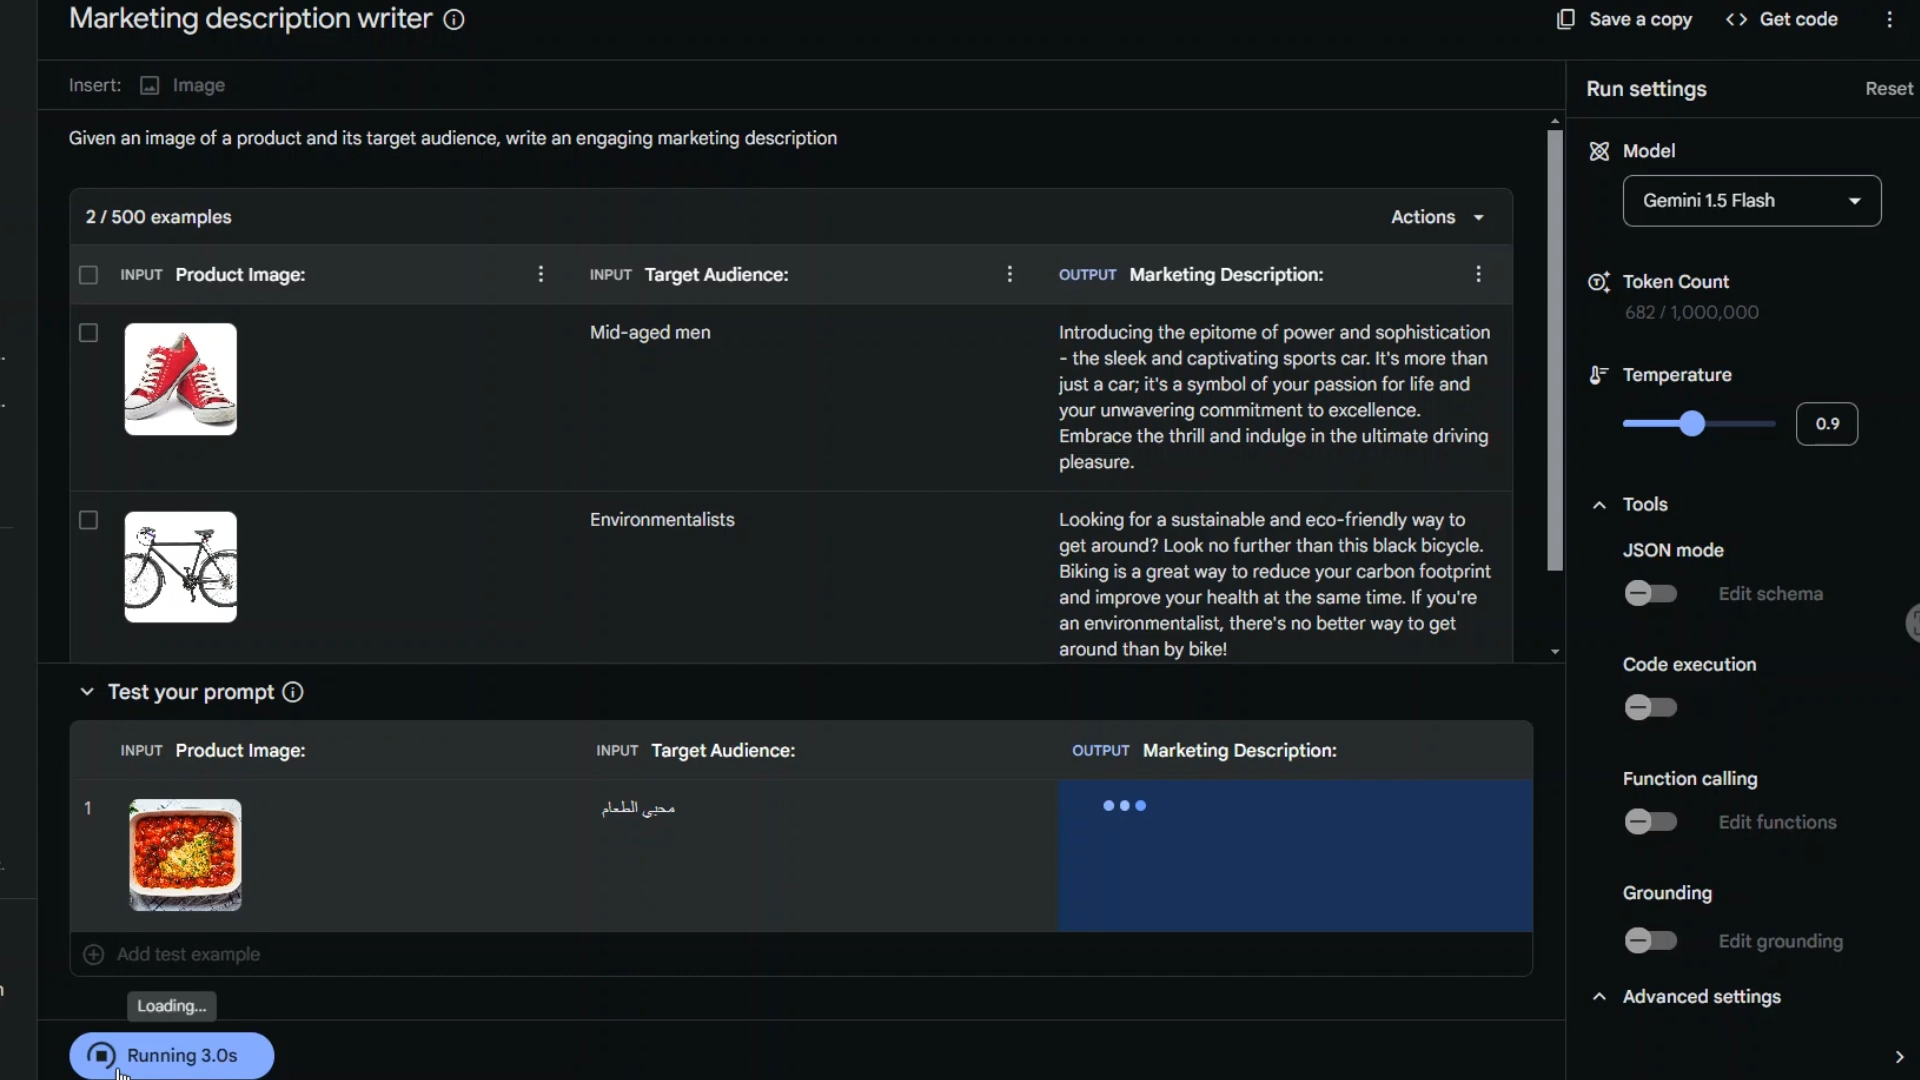 Marketing description writer
Save a copy
<> Get code
Insert: Image
Run settings
Reset
Given an image of a product and its target audience, write an engaging marketing description
Model
Gemini 1.5 Flash
2 / 500 examples
Actions
Token Count
682 / 1,000,000
INPUT Product Image:
INPUT Target Audience:
OUTPUT Marketing Description:
Mid-aged men
Introducing the epitome of power and sophistication
- the sleek and captivating sports car. It's more than
just a car; it's a symbol of your passion for life and
your unwavering commitment to excellence.
Embrace the thrill and indulge in the ultimate driving
pleasure.
Temperature
0.9
Environmentalists
Looking for a sustainable and eco-friendly way to
get around? Look no further than this black bicycle.
Biking is a great way to reduce your carbon footprint
and improve your health at the same time. If you're
an environmentalist, there's no better way to get
around than by bike!
Tools
JSON mode
Edit schema
Code execution
Test your prompt
INPUT Product Image:
INPUT Target Audience:
OUTPUT Marketing Description:
1
محبي الطعام
Function calling
Edit functions
Grounding
Edit grounding
Add test example
Loading...
Advanced settings
Running 3.0s